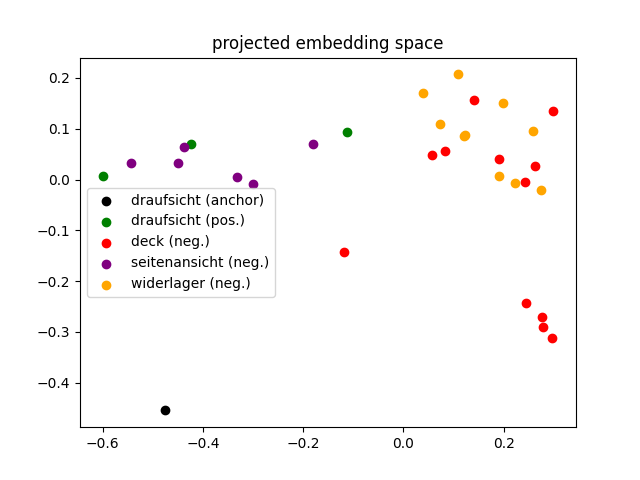 projected embedding space
0.2
0.1
0.0
−0.1
−0.2
−0.3
−0.4
draufsicht (anchor)
draufsicht (pos.)
deck (neg.)
seitenansicht (neg.)
widerlager (neg.)
−0.6
−0.4
−0.2
0.0
0.2